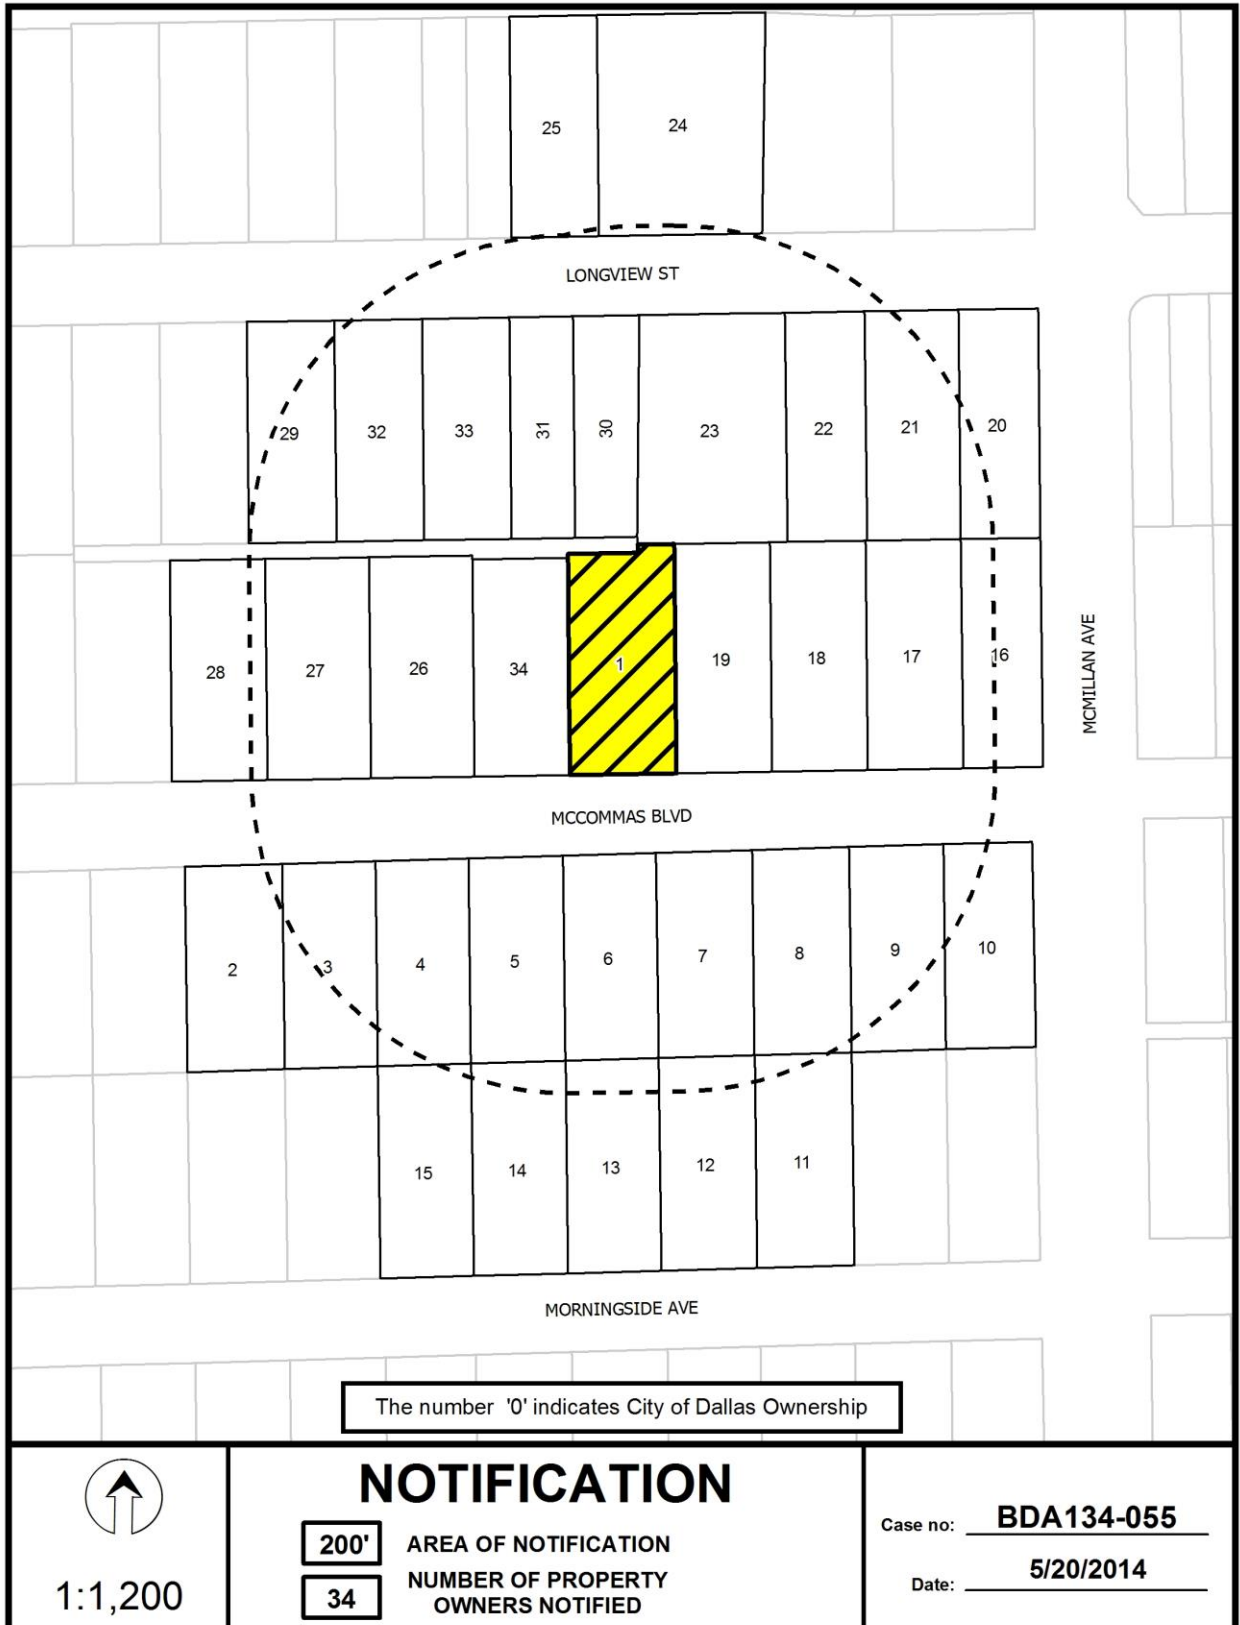 25 24
LONGVIEW ST
29 32 33 31 30 23 22 21 20
28 27 26 34 1 19 18 17 16
MCMILLAN AVE
MCCOMMAS BLVD
2 3 4 5 6 7 8 9 10
15 14 13 12 11
MORNINGSIDE AVE
The number '0' indicates City of Dallas Ownership
1:1,200
NOTIFICATION
200' AREA OF NOTIFICATION
34 NUMBER OF PROPERTY
OWNERS NOTIFIED
Case no: BDA134-055
Date: 5/20/2014